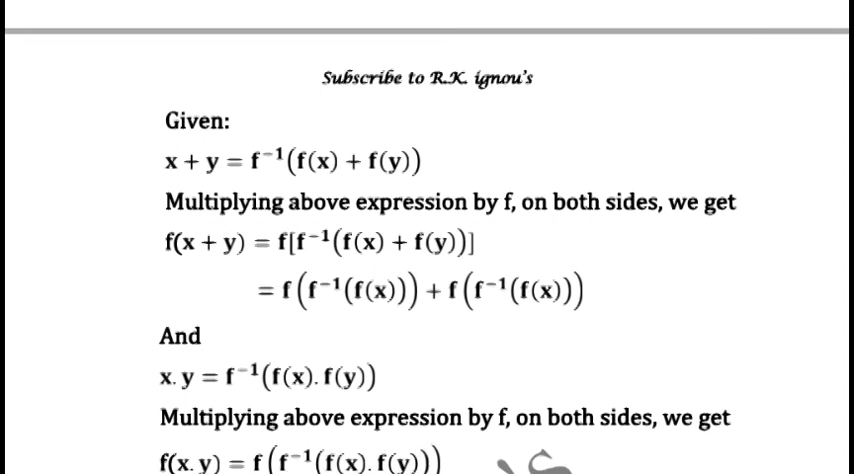 Subscribe to R.K. ignou's
Given:
x + y = f⁻¹(f(x) + f(y))
Multiplying above expression by f, on both sides, we get
f(x + y) = f[f⁻¹(f(x) + f(y))]
= f(f⁻¹(f(x))) + f(f⁻¹(f(x)))
And
x. y = f⁻¹(f(x). f(y))
Multiplying above expression by f, on both sides, we get
f(x. y) = f(f⁻¹(f(x). f(y)))